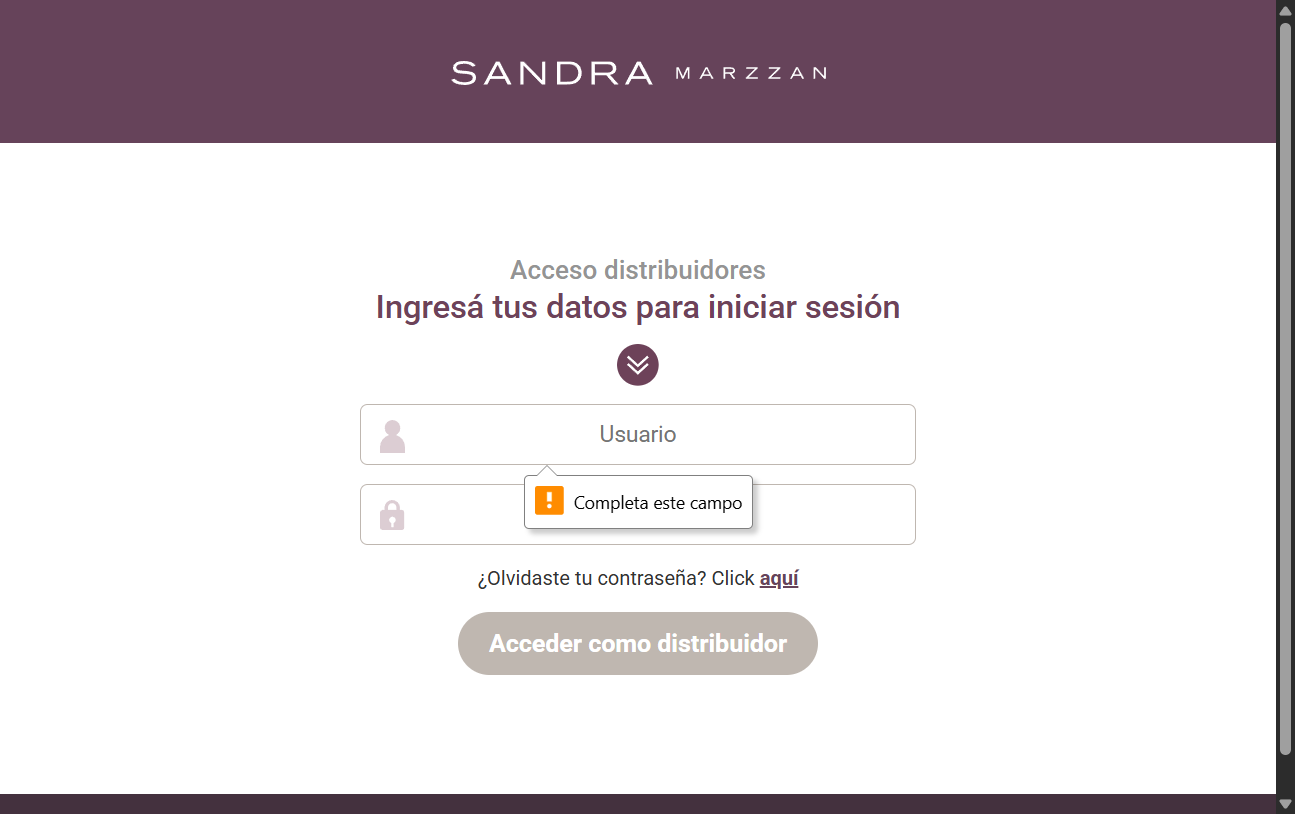 SANDRA MARZZAN
Acceso distribuidores
Ingresá tus datos para iniciar sesión
Usuario
Completa este campo
¿Olvidaste tu contraseña? Click aquí
Acceder como distribuidor